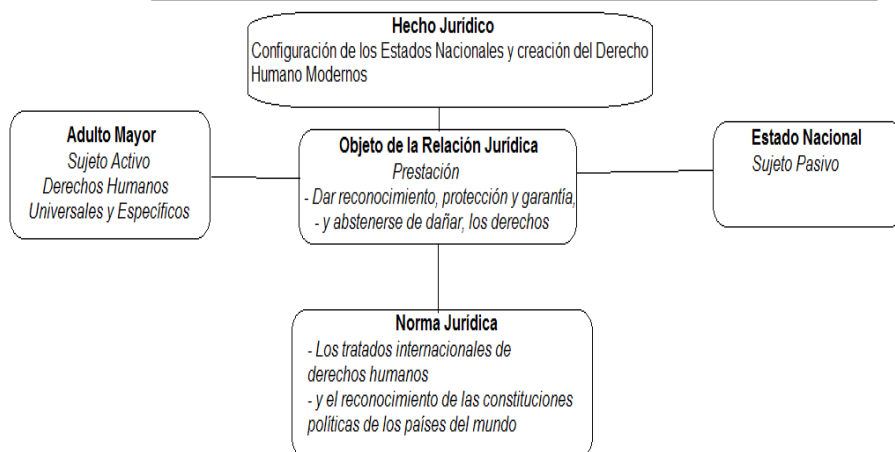 Hecho Jurídico
Configuración de los Estados Nacionales y creación del Derecho
Humano Modernos
Adulto Mayor
Sujeto Activo
Derechos Humanos
Universales y Específicos
Objeto de la Relación Jurídica
Prestación
- Dar reconocimiento, protección y garantía,
- y abstenerse de dañar, los derechos
Estado Nacional
Sujeto Pasivo
Norma Jurídica
- Los tratados internacionales de
derechos humanos
- y el reconocimiento de las constituciones
políticas de los países del mundo